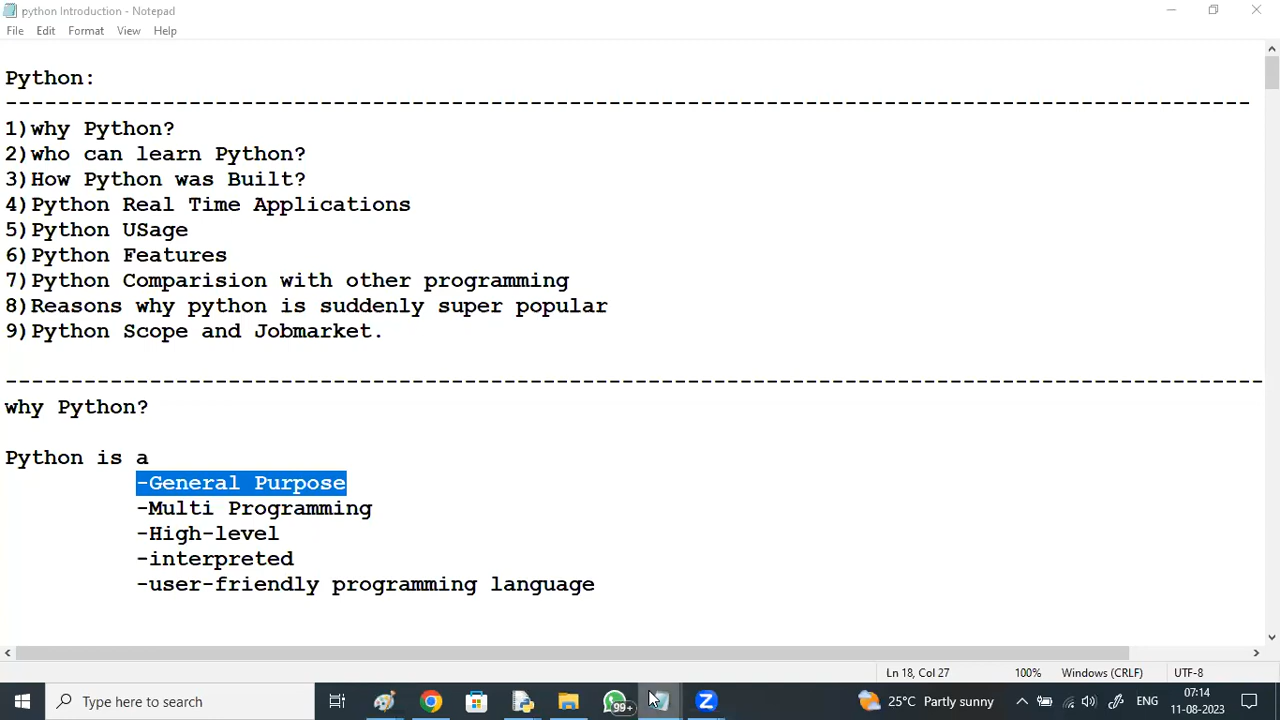 python Introduction - Notepad
File Edit Format View Help
Python:
-----------------------------------------------------------------------------------------------
1)why Python?
2)who can learn Python?
3)How Python was Built?
4)Python Real Time Applications
5)Python USage
6)Python Features
7)Python Comparision with other programming
8)Reasons why python is suddenly super popular
9)Python Scope and Jobmarket.
------------------------------------------------------------------------------------------------
why Python?
Python is a
-General Purpose
-Multi Programming
-High-level
-interpreted
-user-friendly programming language
Ln 18, Col 27 100% Windows (CRLF) UTF-8
Type here to search 99+ 25°C Partly sunny ENG 07:14
11-08-2023